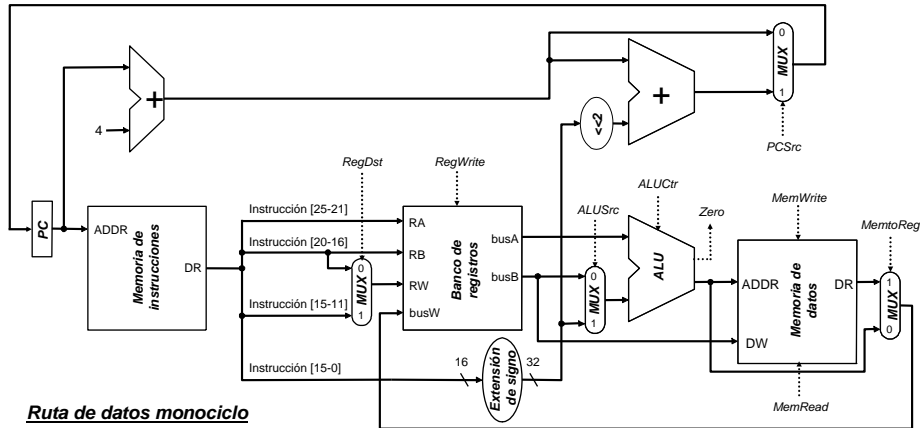 0
MUX
1
PCSrc
+
4
+
<<2
PC
ADDR
Memoria de
instrucciones
DR
RegDst
RegWrite
Instrucción [25-21]
Instrucción [20-16]
Instrucción [15-11]
Instrucción [15-0]
0
MUX
1
RA
RB
RW
busW
Banco de
registros
busA
busB
ALUSrc
0
MUX
1
ALUCtr
ALU
Zero
MemWrite
ADDR
DR
Memoria de
datos
DW
MemRead
MemtoReg
1
MUX
0
16
Extensión
de signo
32
Ruta de datos monociclo